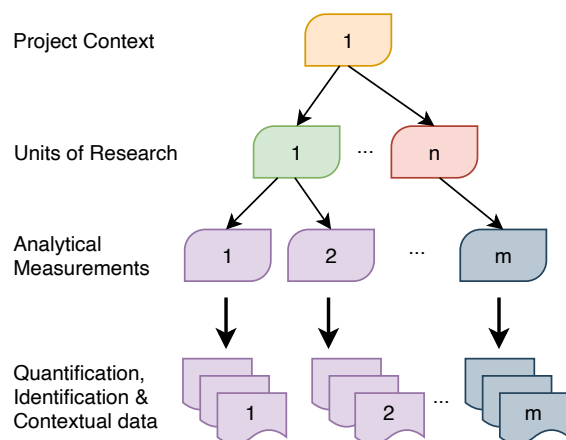 Project Context
1
Units of Research
1 ... n
Analytical
Measurements
1 2 ... m
Quantification,
Identification &
Contextual data
1 2 ... m